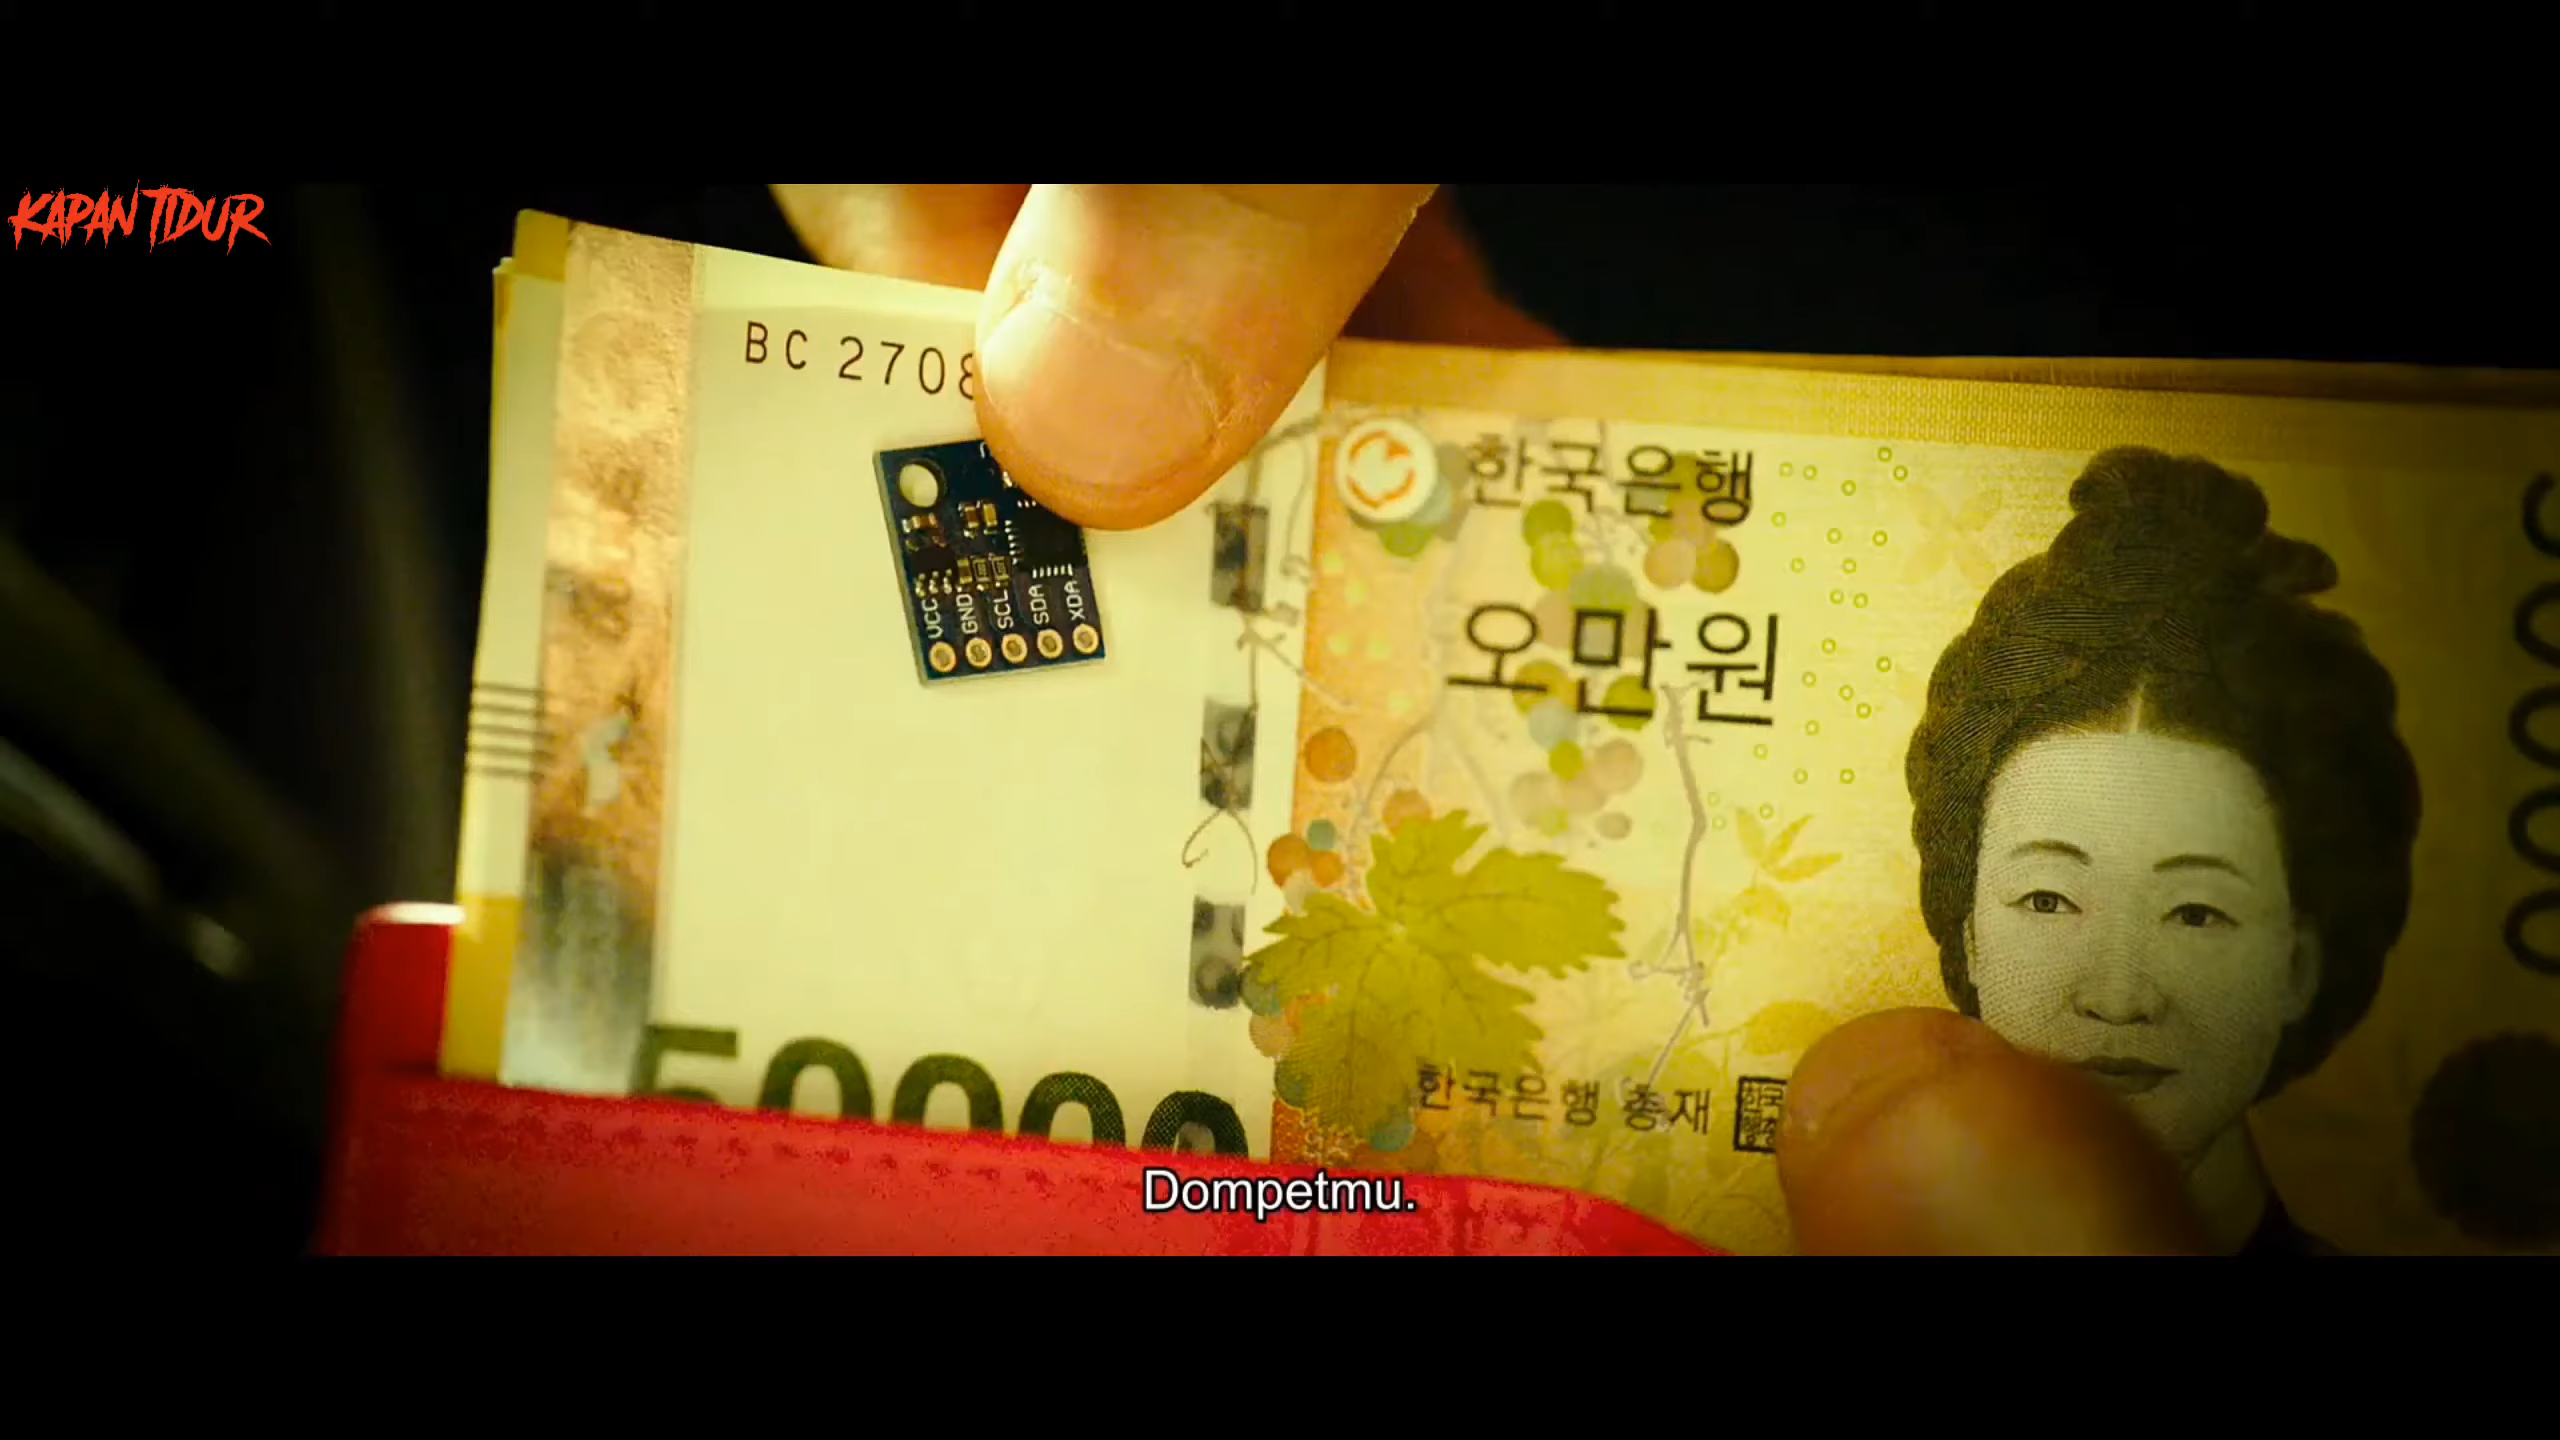 KAPAN TIDUR
BC 2708
VCC
GND
SCL
SDA
XDA
한국은행
오만원
한국은행 총재
50000
Dompetmu.